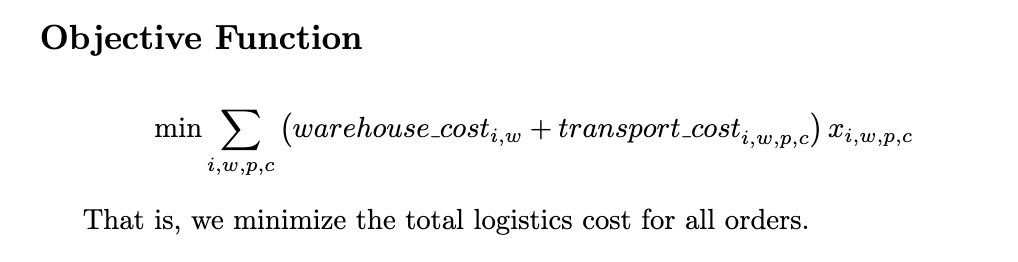 Objective Function
min ∑ (warehouse_cost_{i,w} + transport_cost_{i,w,p,c}) x_{i,w,p,c}
i,w,p,c
That is, we minimize the total logistics cost for all orders.